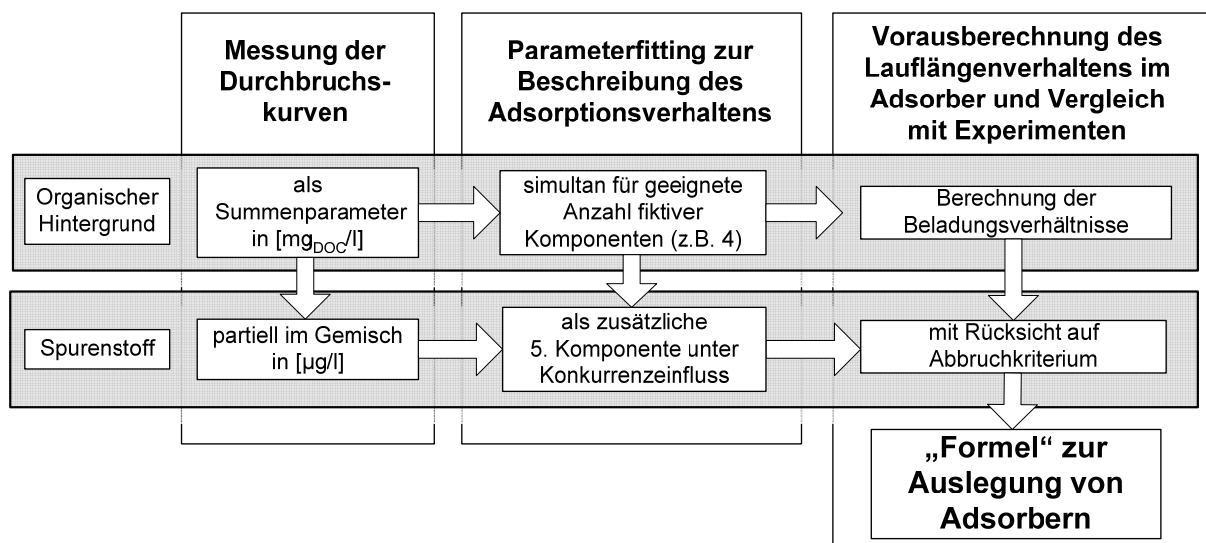 Messung der
Durchbruchs-
kurven
Parameterfitting zur
Beschreibung des
Adsorptionsverhaltens
Vorausberechnung des
Lauflängenverhaltens im
Adsorber und Vergleich
mit Experimenten
Organischer
Hintergrund
als
Summenparameter
in [mgDOC/l]
simultan für geeignete
Anzahl fiktiver
Komponenten (z.B. 4)
Berechnung der
Beladungsverhältnisse
Spurenstoff
partiell im Gemisch
in [µg/l]
als zusätzliche
5. Komponente unter
Konkurrenzeinfluss
mit Rücksicht auf
Abbruchkriterium
„Formel“ zur
Auslegung von
Adsorbern